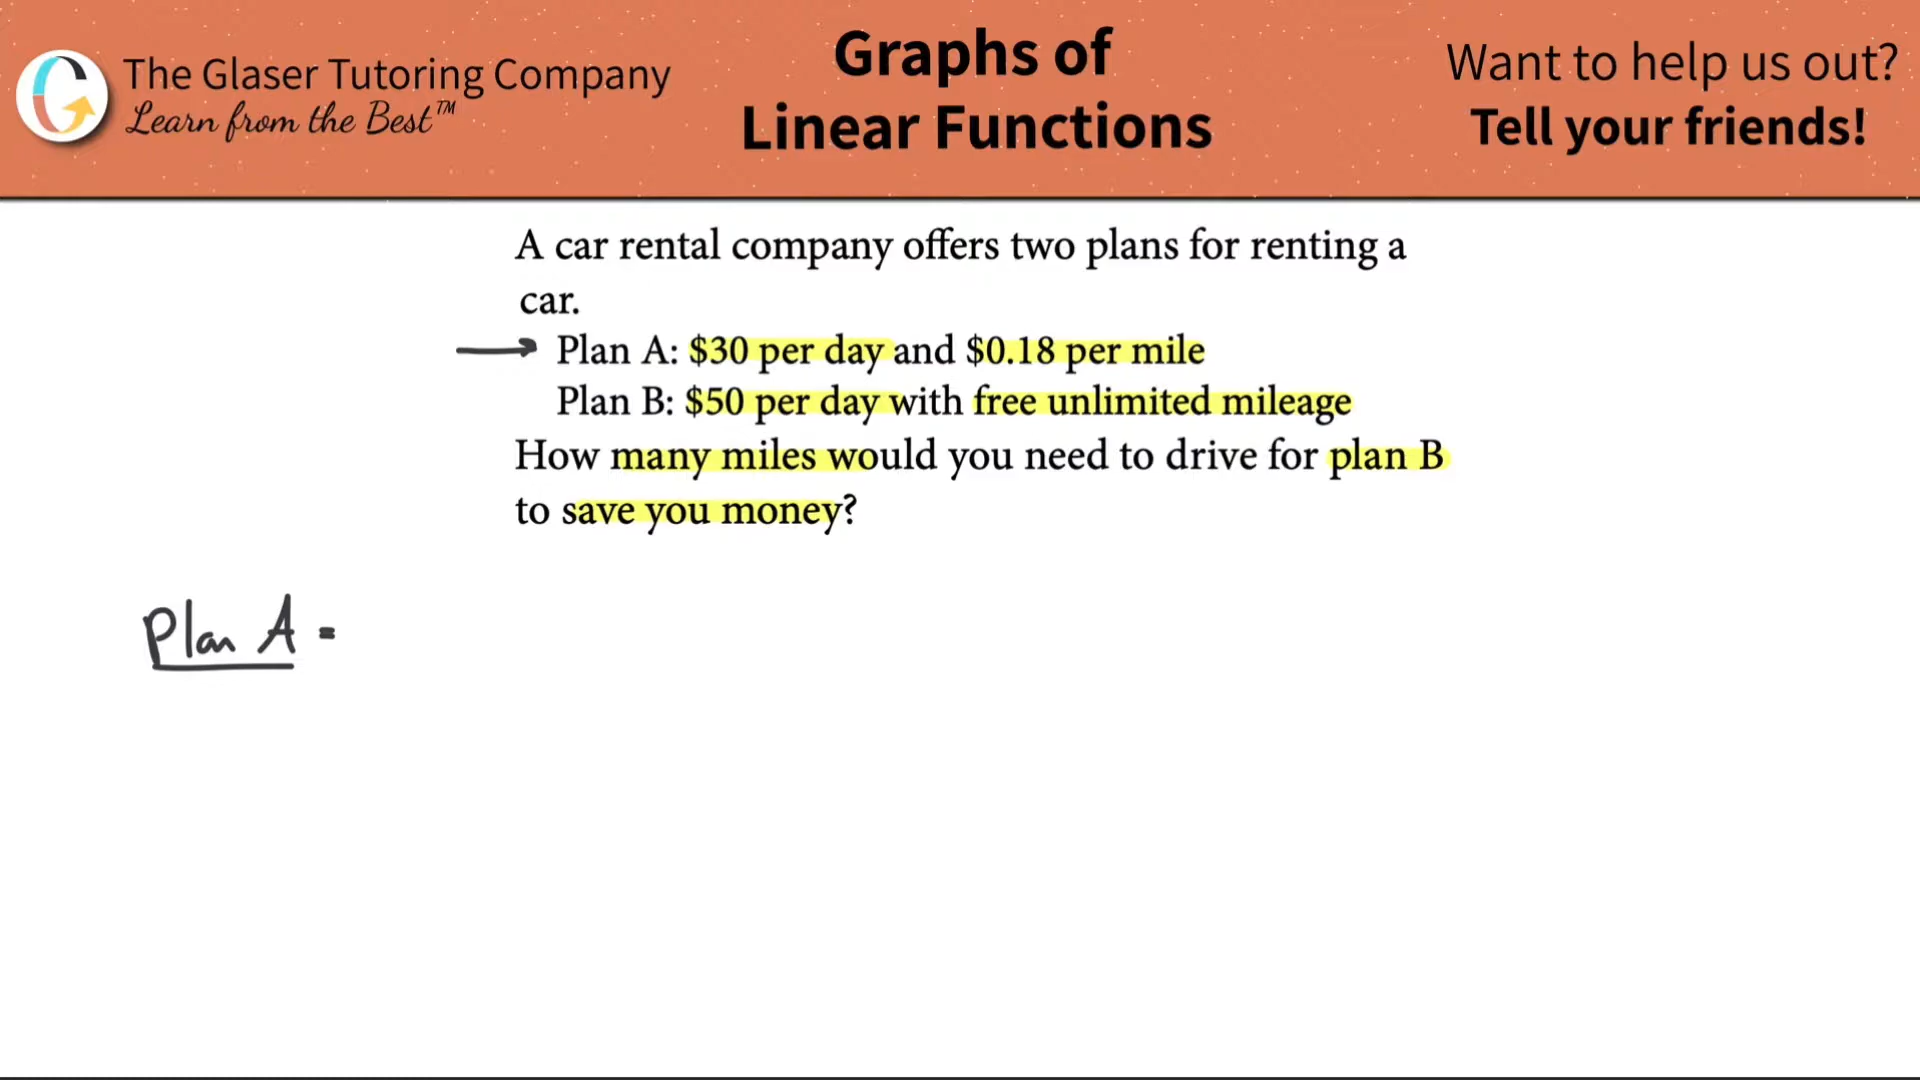 The Glaser Tutoring Company
Learn from the Best™
Graphs of
Linear Functions
Want to help us out?
Tell your friends!
A car rental company offers two plans for renting a
car.
Plan A: $30 per day and $0.18 per mile
Plan B: $50 per day with free unlimited mileage
How many miles would you need to drive for plan B
to save you money?
Plan A =